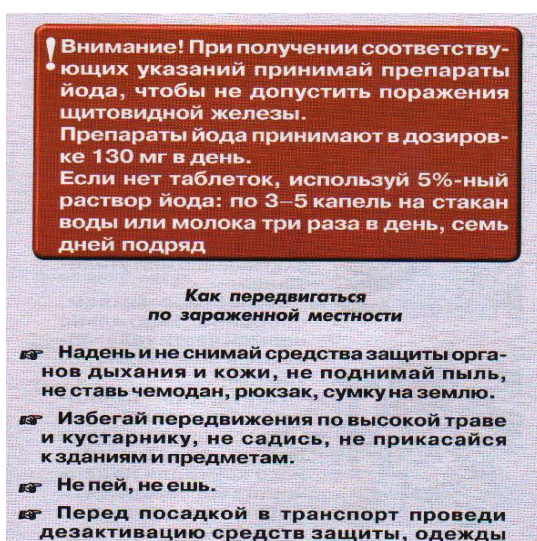 ! Внимание! При получении соответству-
ющих указаний принимай препараты
йода, чтобы не допустить поражения
щитовидной железы.
Препараты йода принимают в дозиров-
ке 130 мг в день.
Если нет таблеток, используй 5%-ный
раствор йода: по 3–5 капель на стакан
воды или молока три раза в день, семь
дней подряд
Как передвигаться
по зараженной местности
☞ Надень и не снимай средства защиты орга-
нов дыхания и кожи, не поднимай пыль,
не ставь чемодан, рюкзак, сумку на землю.
☞ Избегай передвижения по высокой траве
и кустарнику, не садись, не прикасайся
к зданиям и предметам.
☞ Не пей, не ешь.
☞ Перед посадкой в транспорт проведи
дезактивацию средств защиты, одежды